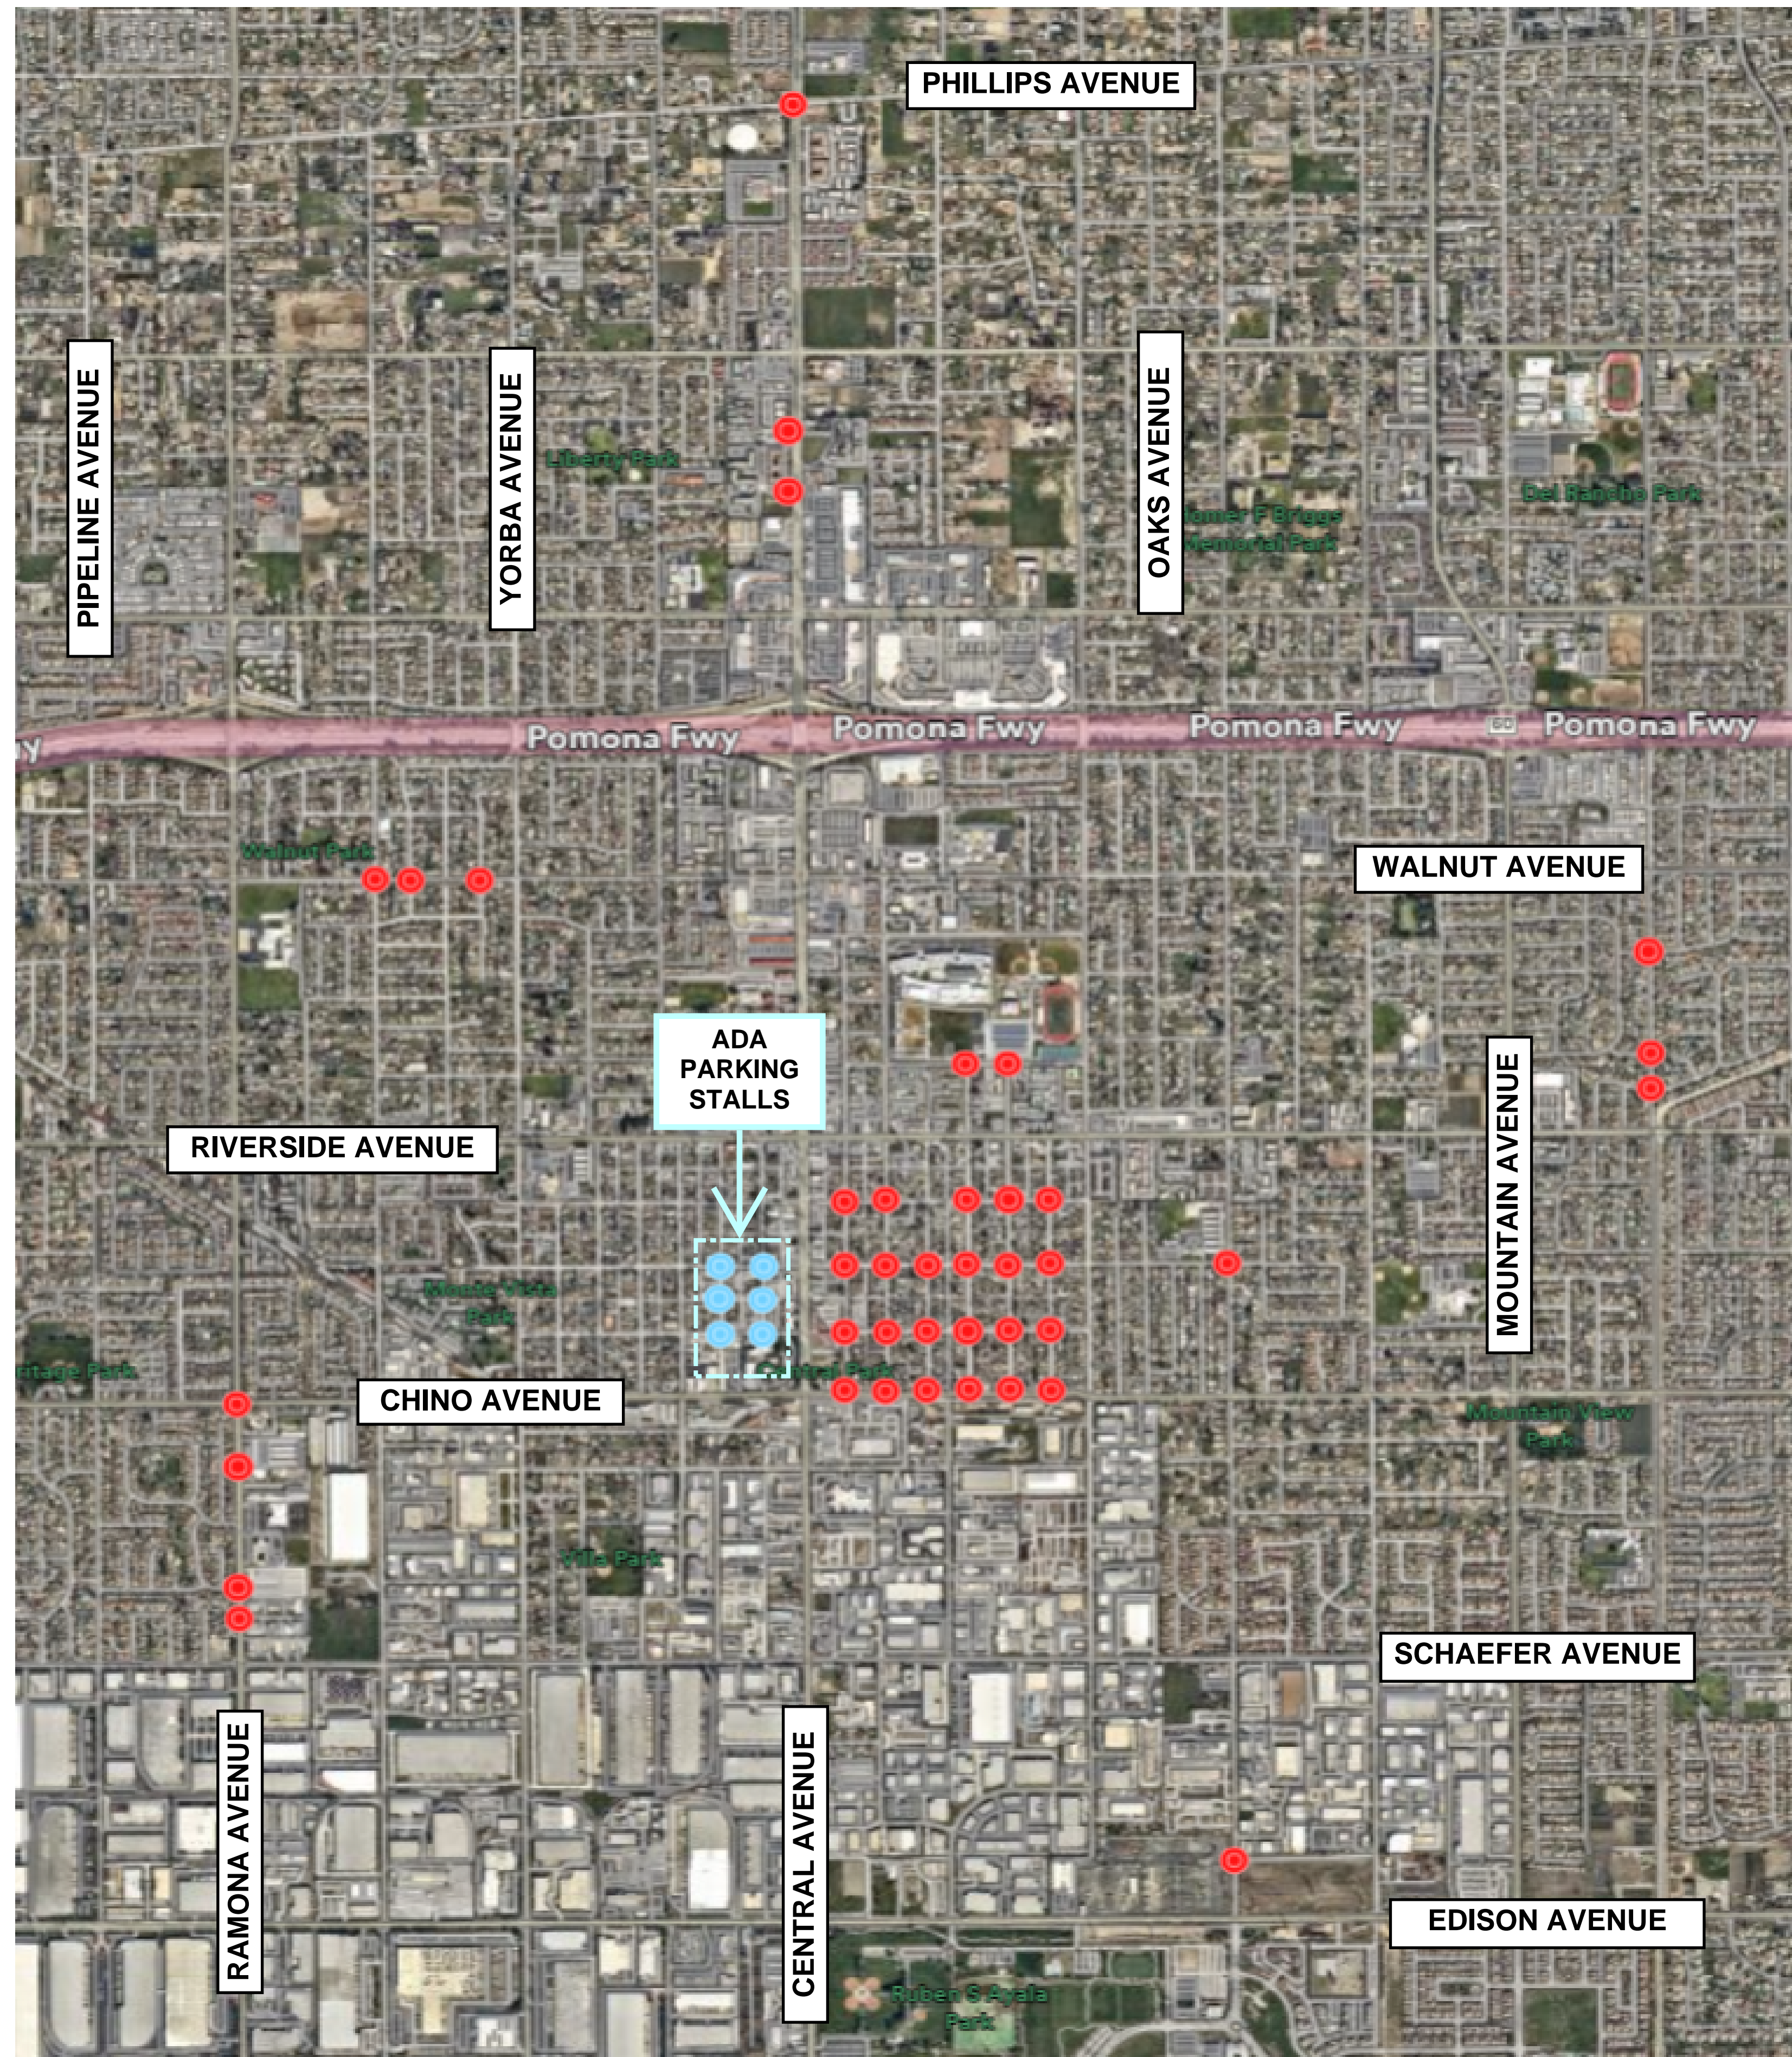 PHILLIPS AVENUE
PIPELINE AVENUE
YORBA AVENUE
OAKS AVENUE
Liberty Park
Del Rancho Park
Homer F Briggs
Memorial Park
Pomona Fwy
Pomona Fwy
Pomona Fwy
60
Pomona Fwy
Walnut Park
WALNUT AVENUE
ADA
PARKING
STALLS
MOUNTAIN AVENUE
RIVERSIDE AVENUE
Monte Vista
Park
ritage Park
Central Park
CHINO AVENUE
Mountain View
Park
Villa Park
SCHAEFER AVENUE
RAMONA AVENUE
CENTRAL AVENUE
EDISON AVENUE
Ruben S Ayala
Park